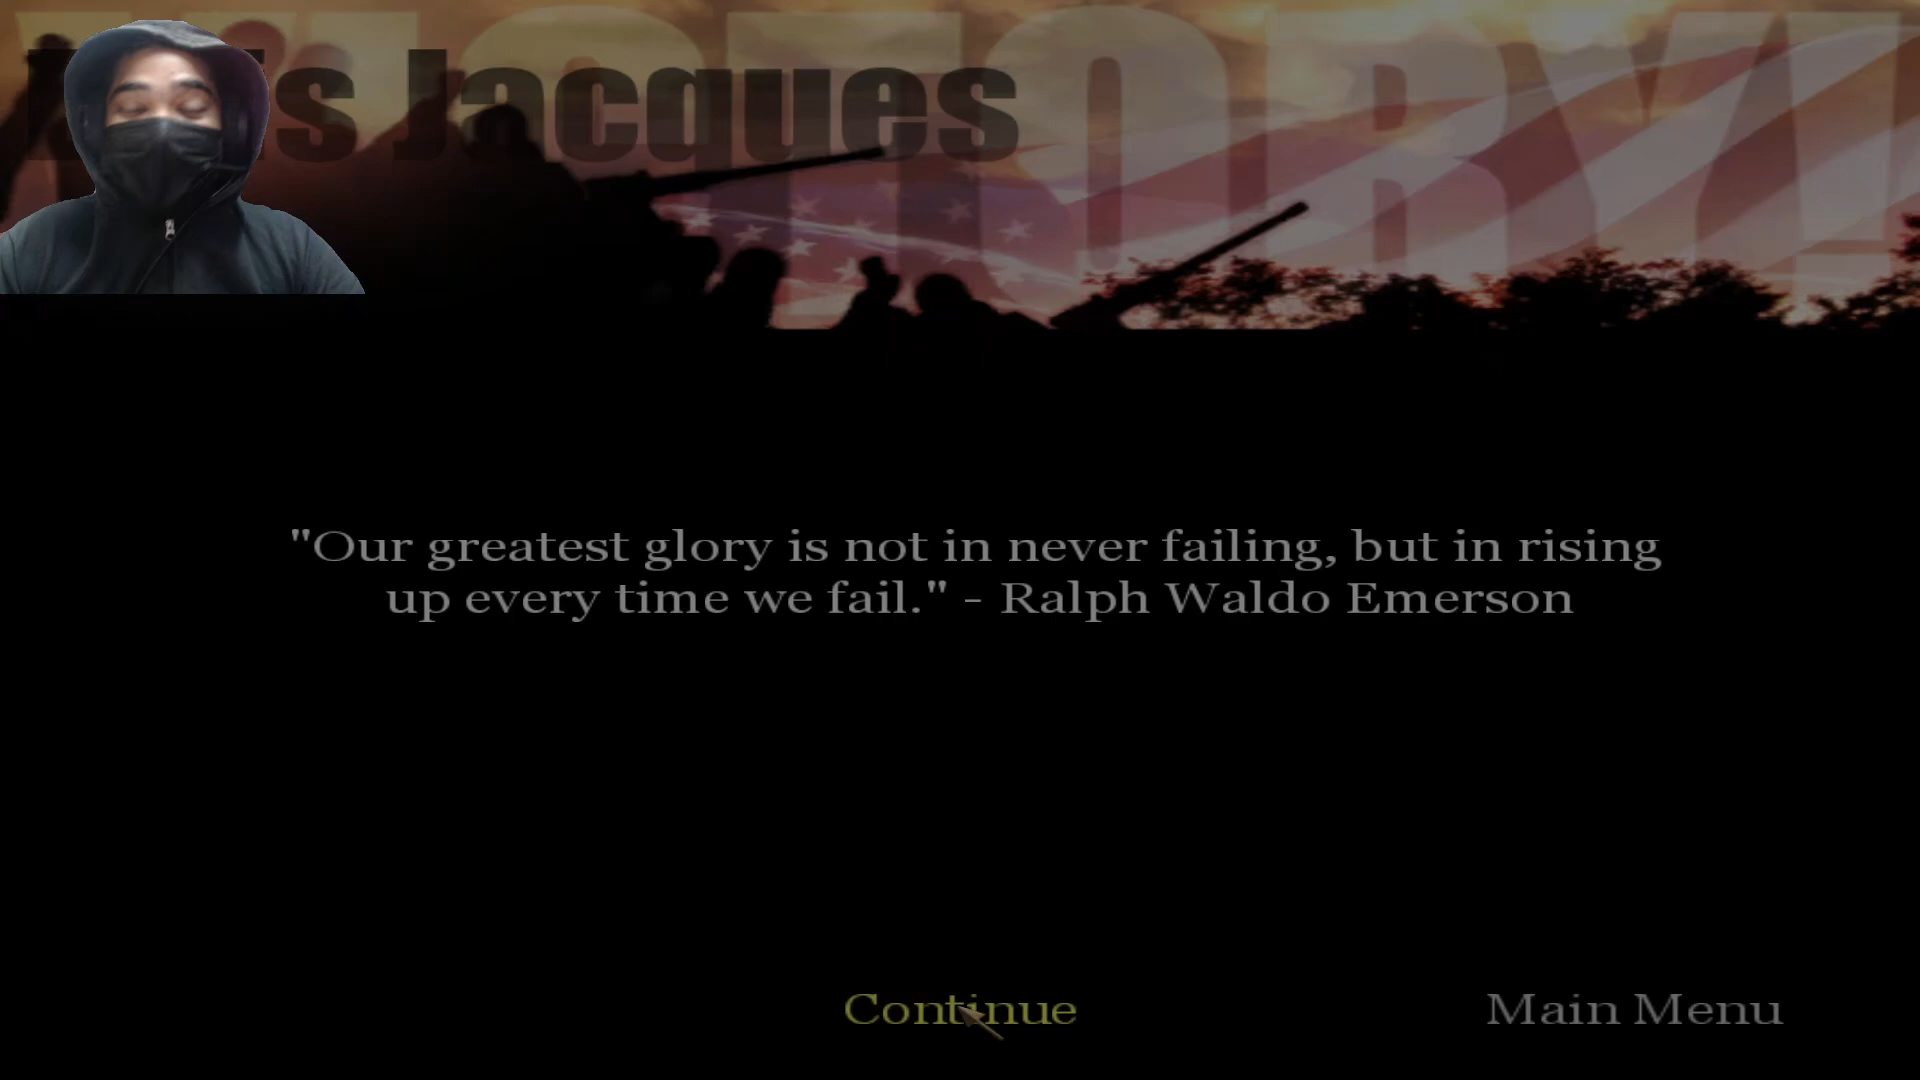 VICTORY!
Jacques
"Our greatest glory is not in never failing, but in rising
up every time we fail." - Ralph Waldo Emerson
Continue
Main Menu